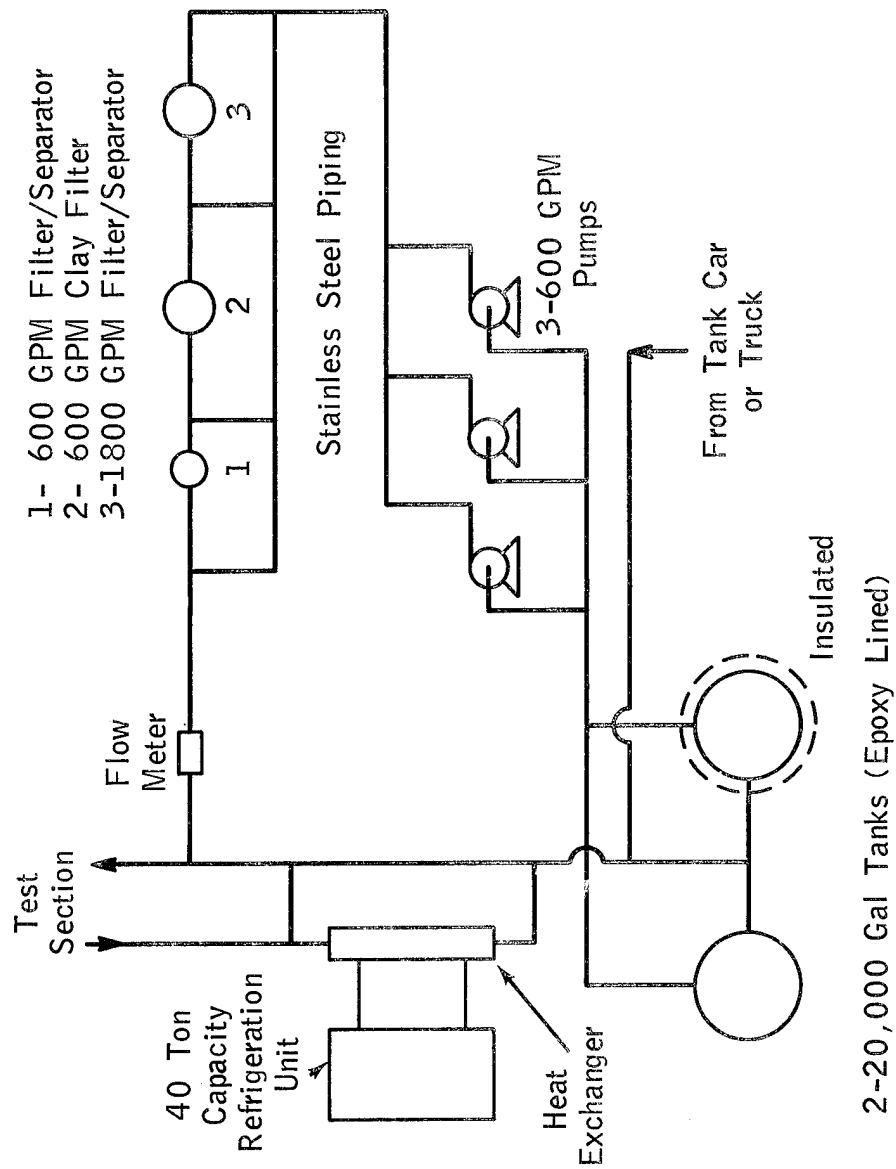 1- 600 GPM Filter/Separator
2- 600 GPM Clay Filter
3-1800 GPM Filter/Separator
Test
Section
Flow
Meter
1
2
3
Stainless Steel Piping
40 Ton
Capacity
Refrigeration
Unit
Heat
Exchanger
3-600 GPM
Pumps
From Tank Car
or Truck
Insulated
2-20,000 Gal Tanks (Epoxy Lined)